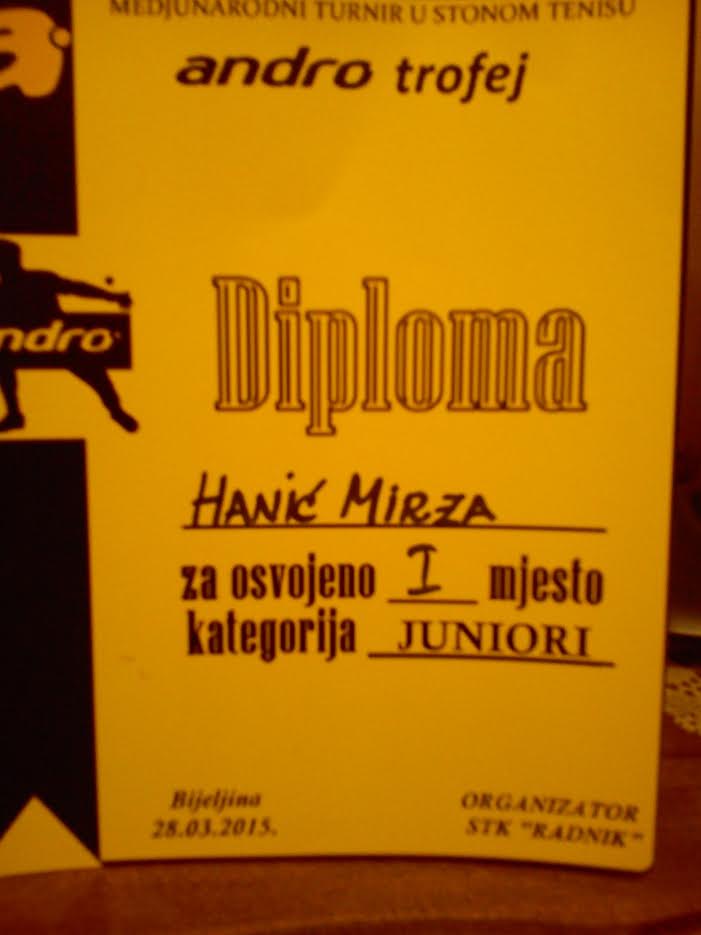 MEDJUNARODNI TURNIR U STONOM TENISU
andro trofej
ndro
Diploma
HANIĆ MIRZA
za osvojeno I mjesto
kategorija JUNIORI
Bijeljina
28.03.2015.
ORGANIZATOR
STK "RADNIK"